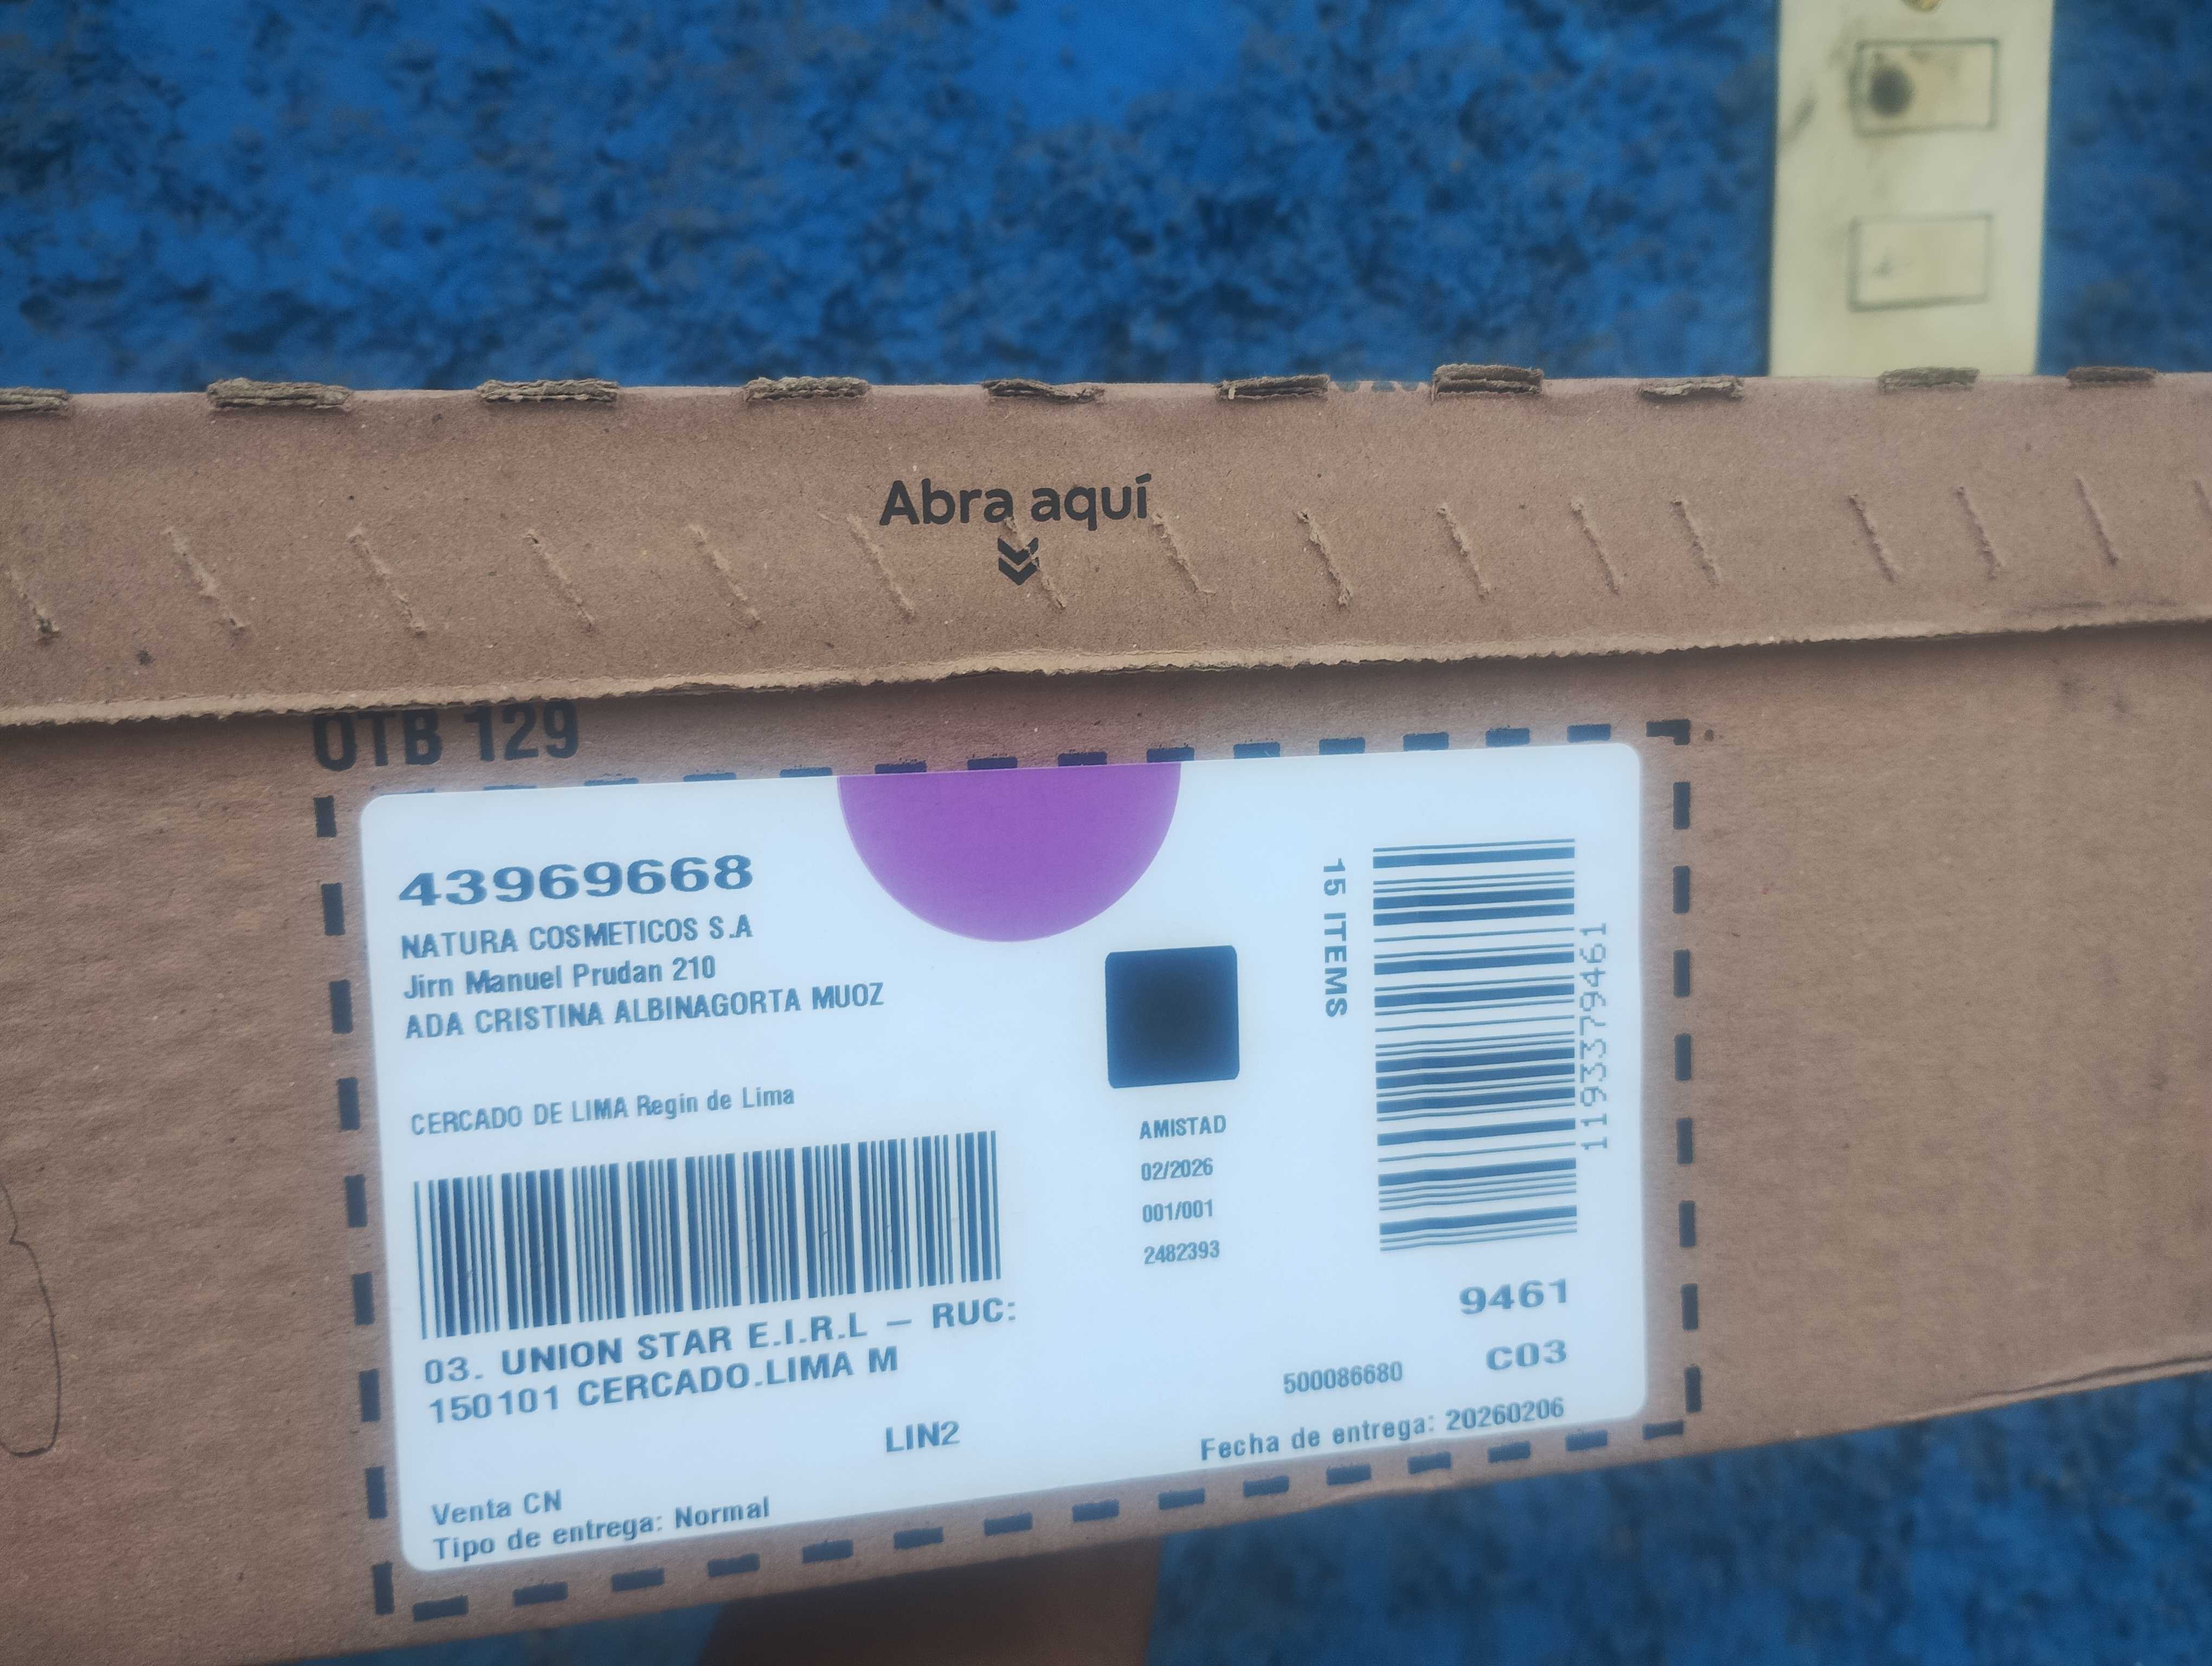 Abra aquí
OTB 129
43969668
NATURA COSMETICOS S.A
Jirn Manuel Prudan 210
ADA CRISTINA ALBINAGORTA MUOZ
CERCADO DE LIMA Regin de Lima
03. UNION STAR E.I.R.L – RUC:
150101 CERCADO.LIMA M
LIN2
Venta CN
Tipo de entrega: Normal
AMISTAD
02/2026
001/001
2482393
15 ITEMS
1193379461
9461
C03
500086680
Fecha de entrega: 20260206